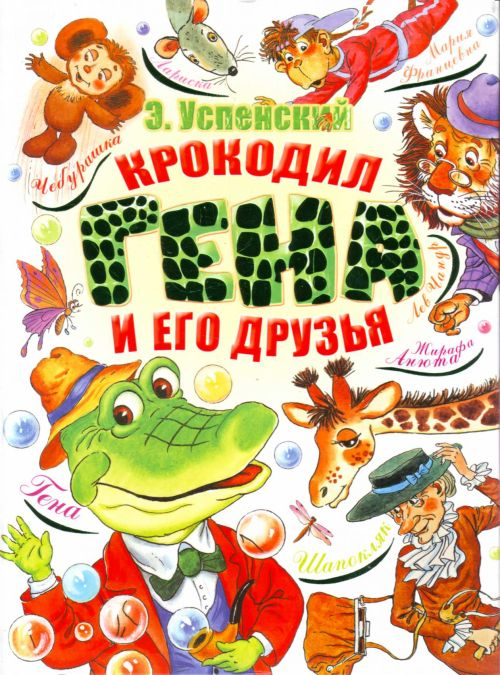 Лариска
Мария
Францевна
Э. Успенский
Чебурашка
КРОКОДИЛ
ГЕНА
Лев Чандр
И ЕГО ДРУЗЬЯ
Жирафа
Анюта
Гена
Шапокляк